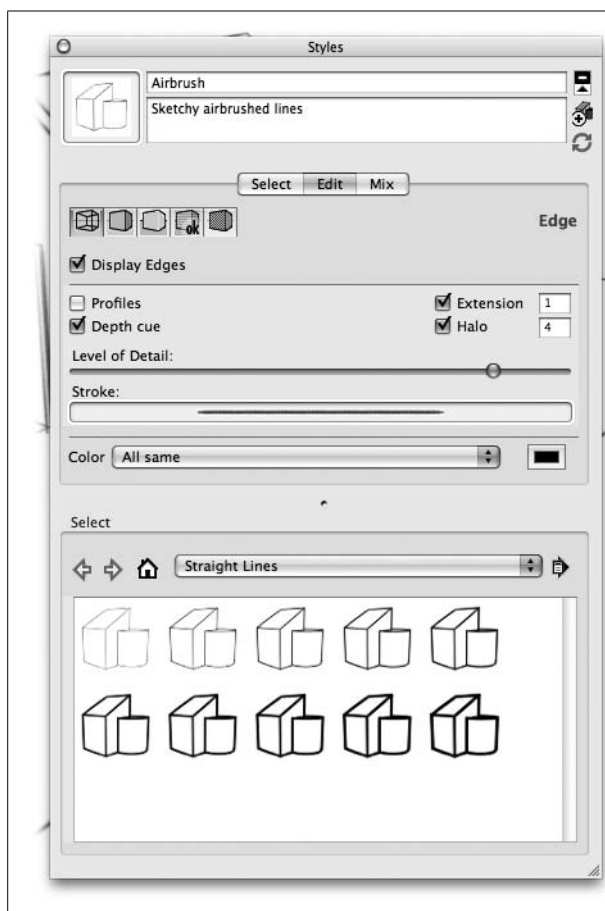 Styles
Airbrush
Sketchy airbrushed lines
Select Edit Mix
ok
Edge
Display Edges
Profiles
Extension 1
Depth cue
Halo 4
Level of Detail:
Stroke:
Color All same
Select
Straight Lines